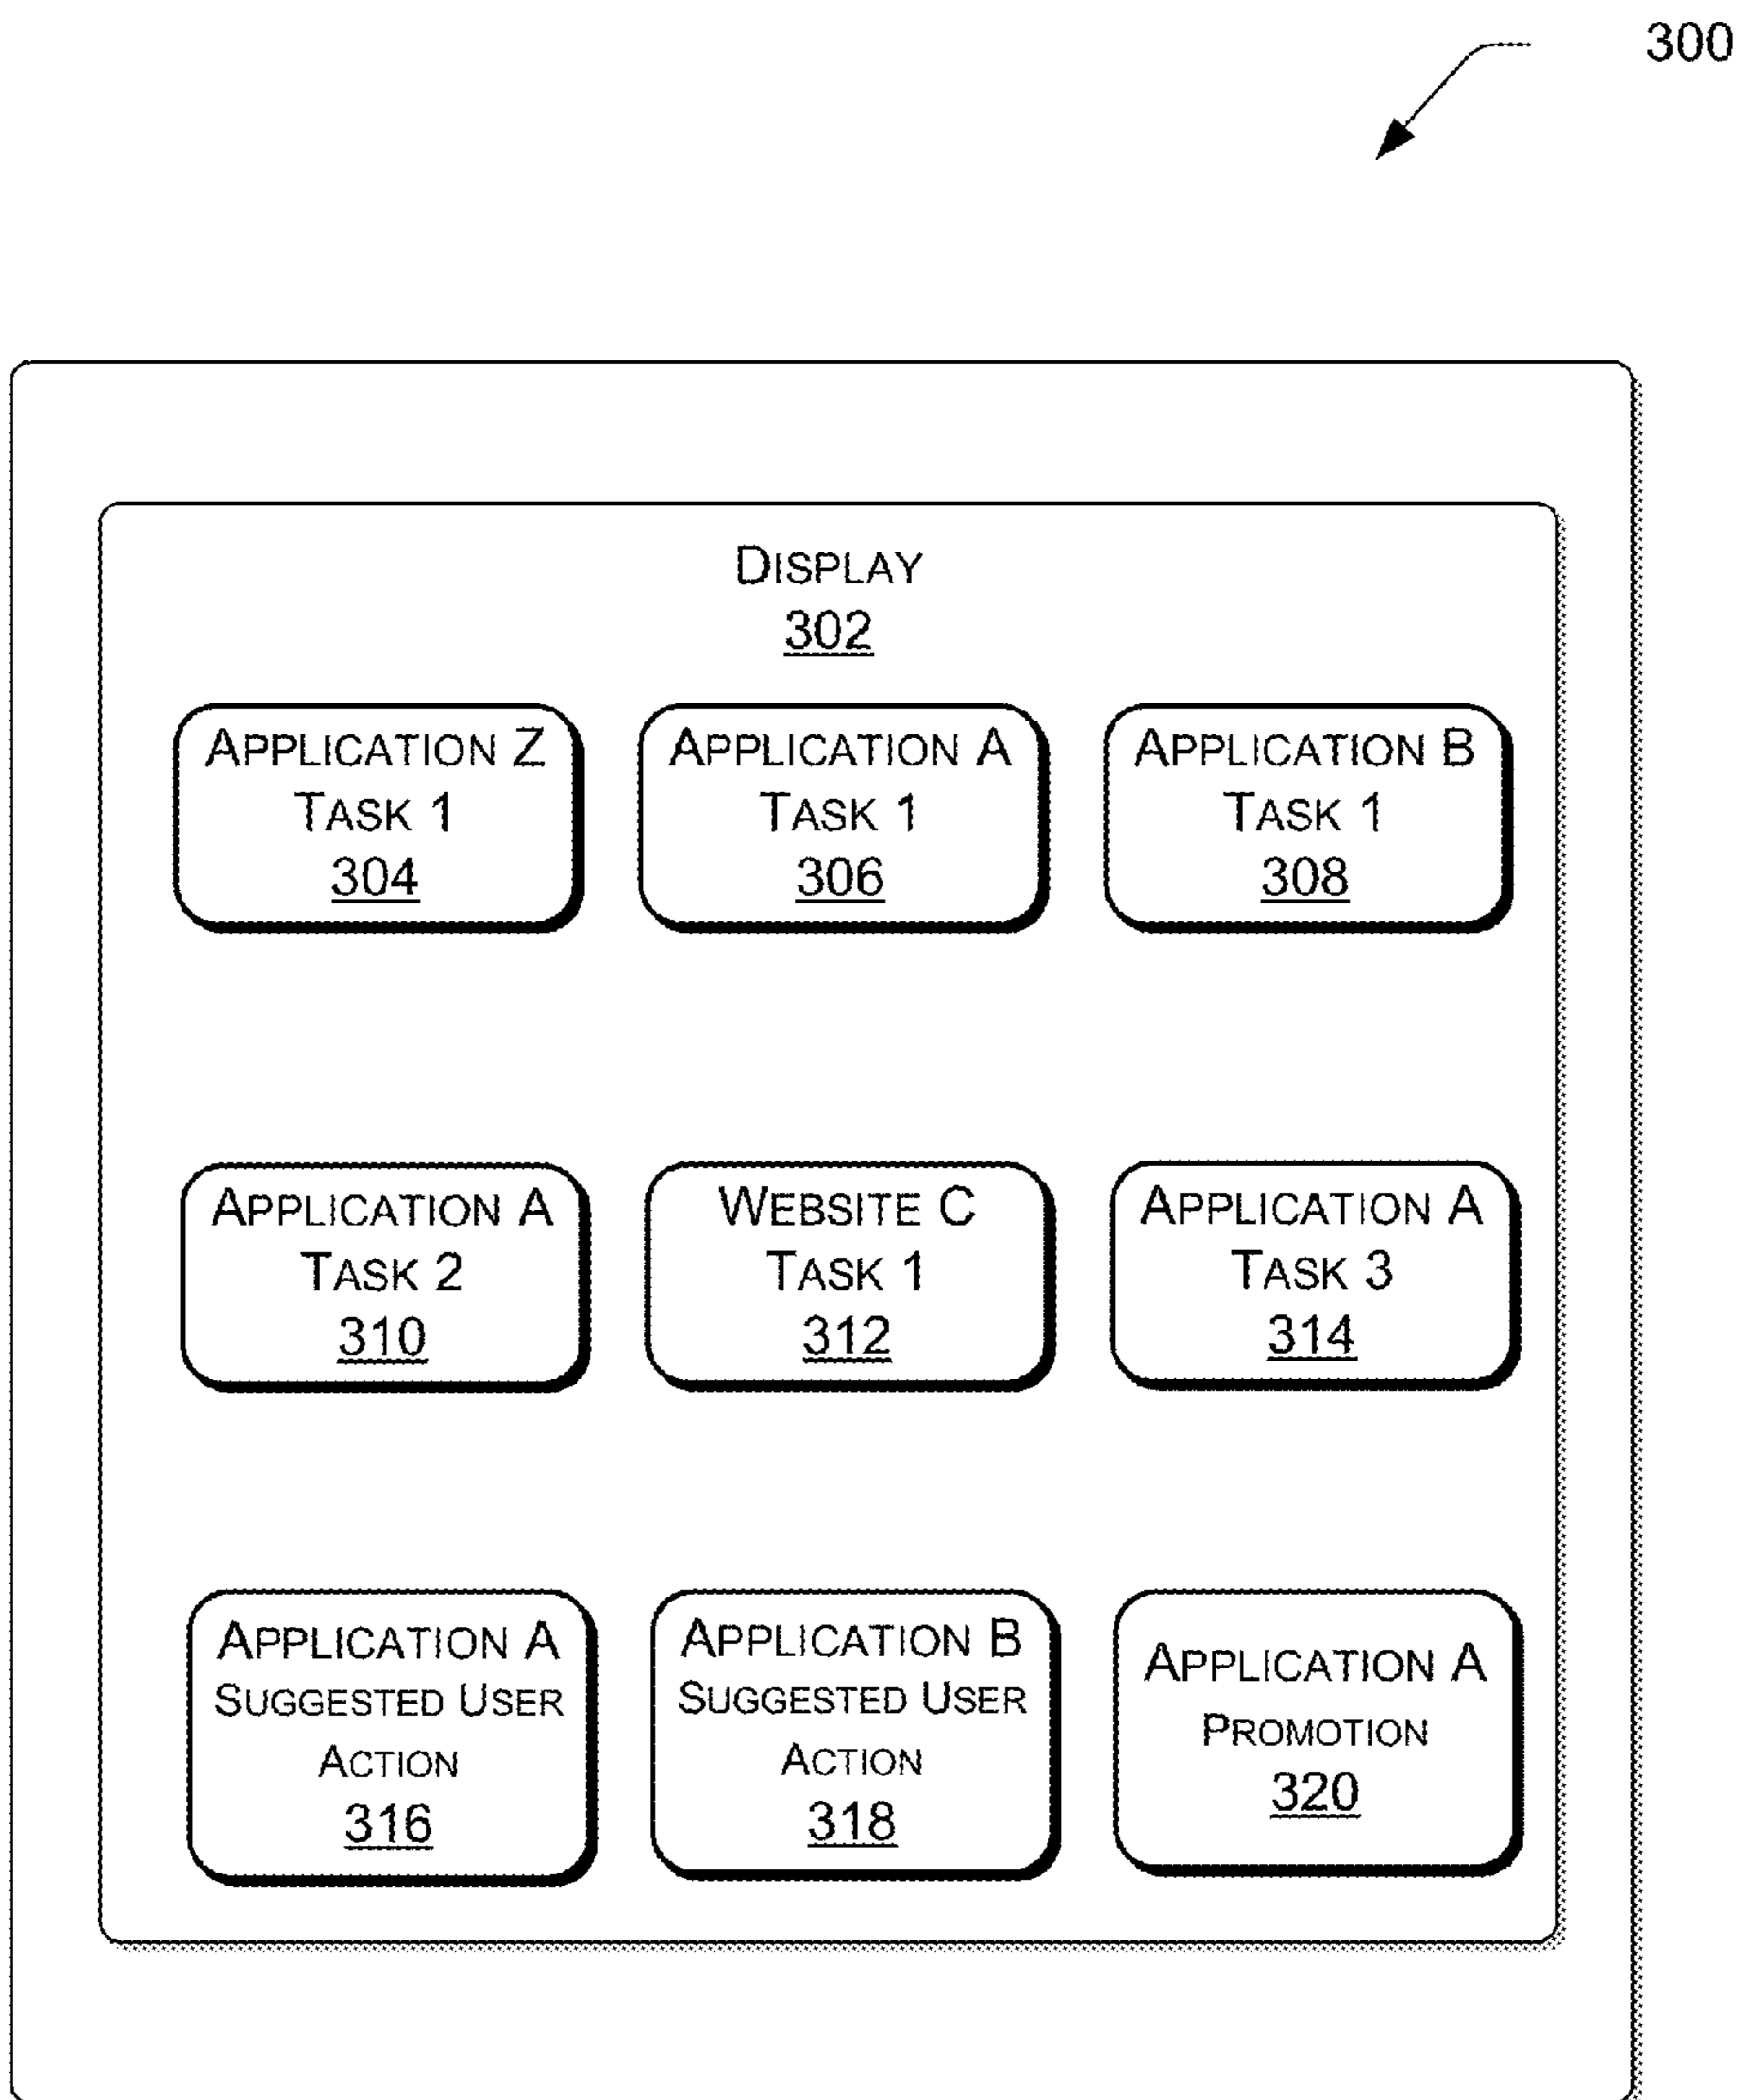 300
DISPLAY
302
APPLICATION Z
TASK 1
304
APPLICATION A
TASK 1
306
APPLICATION B
TASK 1
308
APPLICATION A
TASK 2
310
WEBSITE C
TASK 1
312
APPLICATION A
TASK 3
314
APPLICATION A
SUGGESTED USER
ACTION
316
APPLICATION B
SUGGESTED USER
ACTION
318
APPLICATION A
PROMOTION
320